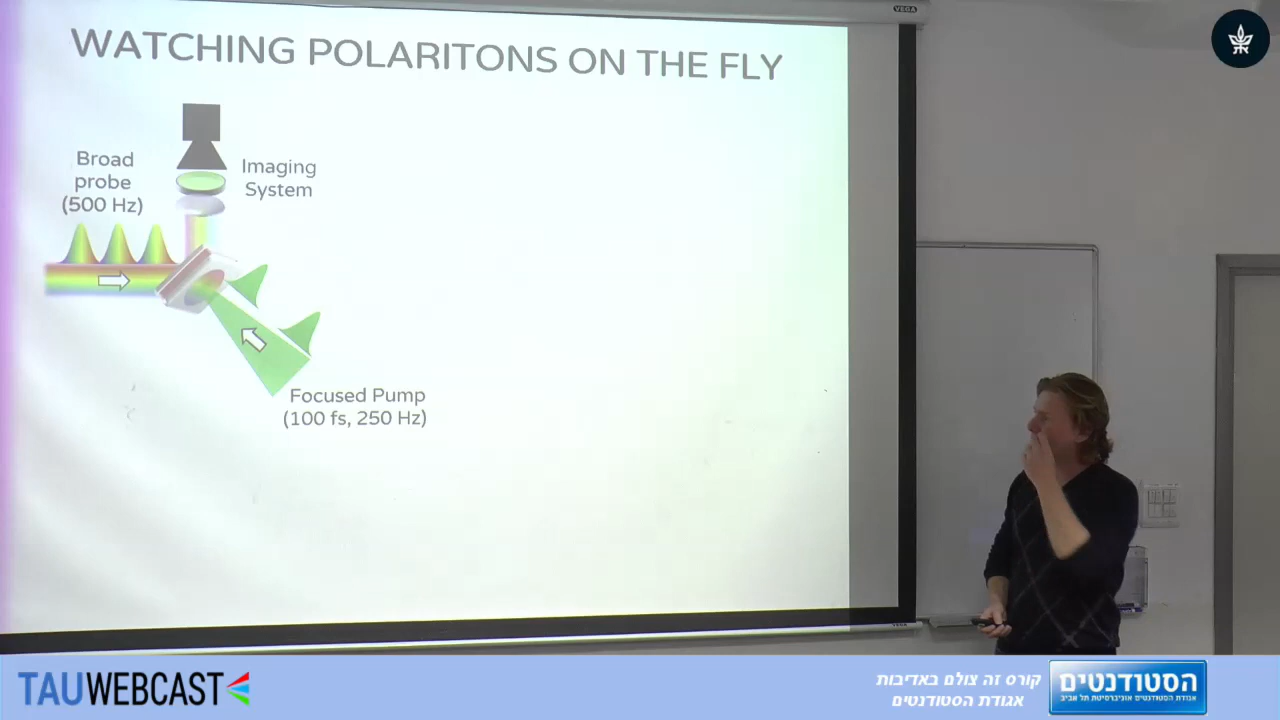 VEGA
WATCHING POLARITONS ON THE FLY
Broad
probe
(500 Hz)
Imaging
System
Focused Pump
(100 fs, 250 Hz)
VEGA
TAUWEBCAST
קורס זה צולם באדיבות
אגודת הסטודנטים
הסטודנטים
אגודת הסטודנטים אוניברסיטת תל אביב